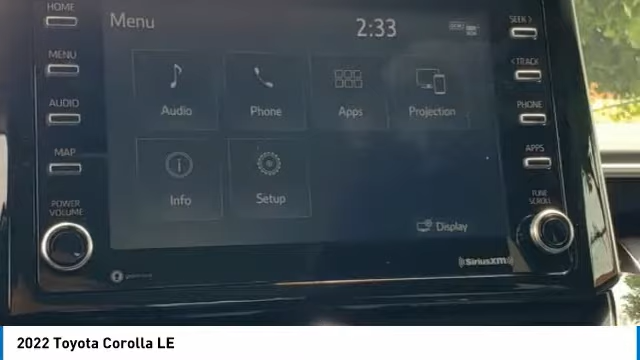 HOME
MENU
AUDIO
MAP
POWER
VOLUME
Menu
2:33
Audio
Phone
Apps
Projection
Info
Setup
Display
SEEK >
< TRACK
PHONE
APPS
TUNE
SCROLL
SiriusXM
2022 Toyota Corolla LE